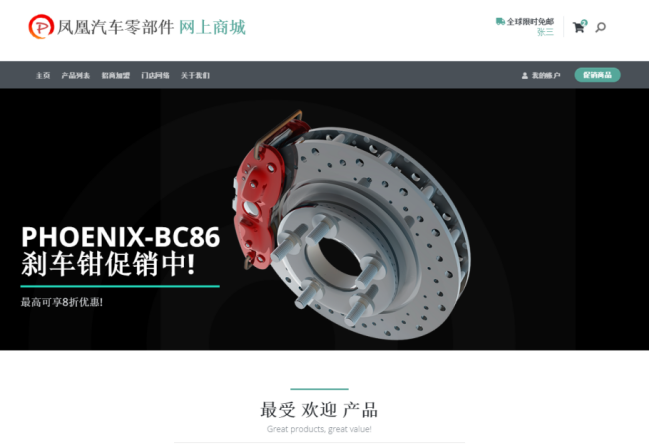 凤凰汽车零部件 网上商城
全球限时免邮
张三
主页 产品列表 招商加盟 门店网络 关于我们
我的帐户 促销商品
PHOENIX-BC86
刹车钳促销中!
最高可享8折优惠!
最受 欢迎 产品
Great products, great value!